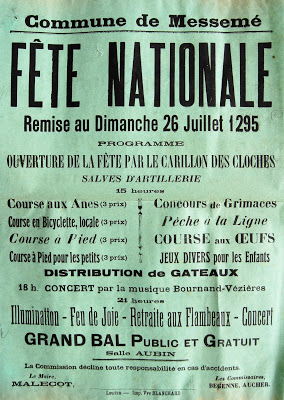 Commune de Messemé
FÊTE NATIONALE
Remise au Dimanche 26 Juillet 1295
PROGRAMME
OUVERTURE DE LA FÊTE PAR LE CARILLON DES CLOCHES
SALVES D'ARTILLERIE
15 heures
Course aux Anes (3 prix) Concours de Grimaces
Course en Bicyclette, locale (3 prix) Pêche à la Ligne
Course à Pied (3 prix) COURSE aux ŒUFS
Course à Pied pour les petits (3 prix) JEUX DIVERS pour les Enfants
DISTRIBUTION de GATEAUX
18 h. CONCERT par la musique Bournand-Vézières
21 heures
Illumination - Feu de Joie - Retraite aux Flambeaux - Concert
GRAND BAL PUBLIC ET GRATUIT
Salle AUBIN
La Commission décline toute responsabilité en cas d'accidents
Le Maire, Les Commissaires,
MALECOT. BEGENNE, AUCHER.
Loudun — Imp. Vve BLANCHARD